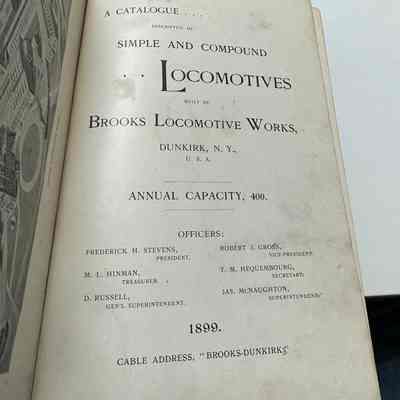 A CATALOGUE . . .
DESCRIPTIVE OF
SIMPLE AND COMPOUND
. . LOCOMOTIVES
BUILT BY
BROOKS LOCOMOTIVE WORKS,
DUNKIRK, N. Y.,
U. S. A.
ANNUAL CAPACITY, 400.
OFFICERS:
FREDERICK H. STEVENS,
PRESIDENT.
ROBERT J. GROSS,
VICE-PRESIDENT.
M. L. HINMAN,
TREASURER.
T. M. HEQUEMBOURG,
SECRETARY.
D. RUSSELL,
GEN'L SUPERINTENDENT.
JAS. McNAUGHTON,
SUPERINTENDENT.
1899.
CABLE ADDRESS, "BROOKS-DUNKIRK"